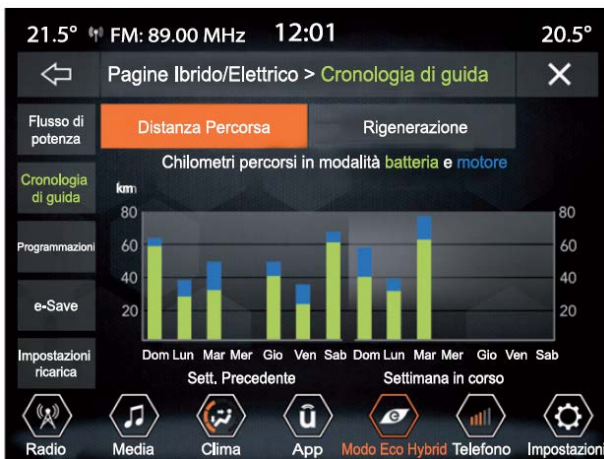 21.5° FM: 89.00 MHz 12:01 20.5°
Pagine Ibrido/Elettrico > Cronologia di guida
Flusso di
potenza
Distanza Percorsa
Rigenerazione
Chilometri percorsi in modalità batteria e motore
Cronologia
di guida
km
80
60
40
20
80
60
40
20
Programmazioni
e-Save
Impostazioni
ricarica
Dom Lun Mar Mer Gio Ven Sab Dom Lun Mar Mer Gio Ven Sab
Sett. Precedente
Settimana in corso
Radio
Media
Clima
App
Modo Eco Hybrid
Telefono
Impostazioni